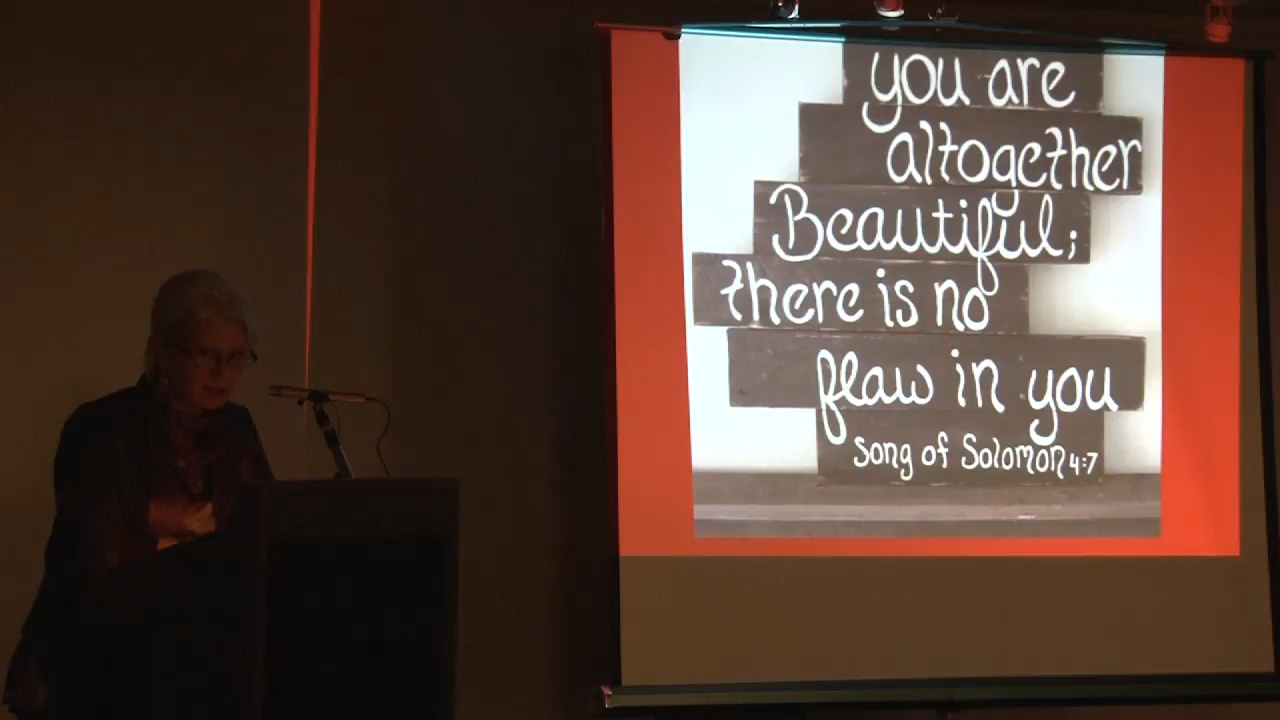 you are
altogether
Beautiful;
there is no
flaw in you
song of Solomon 4:7